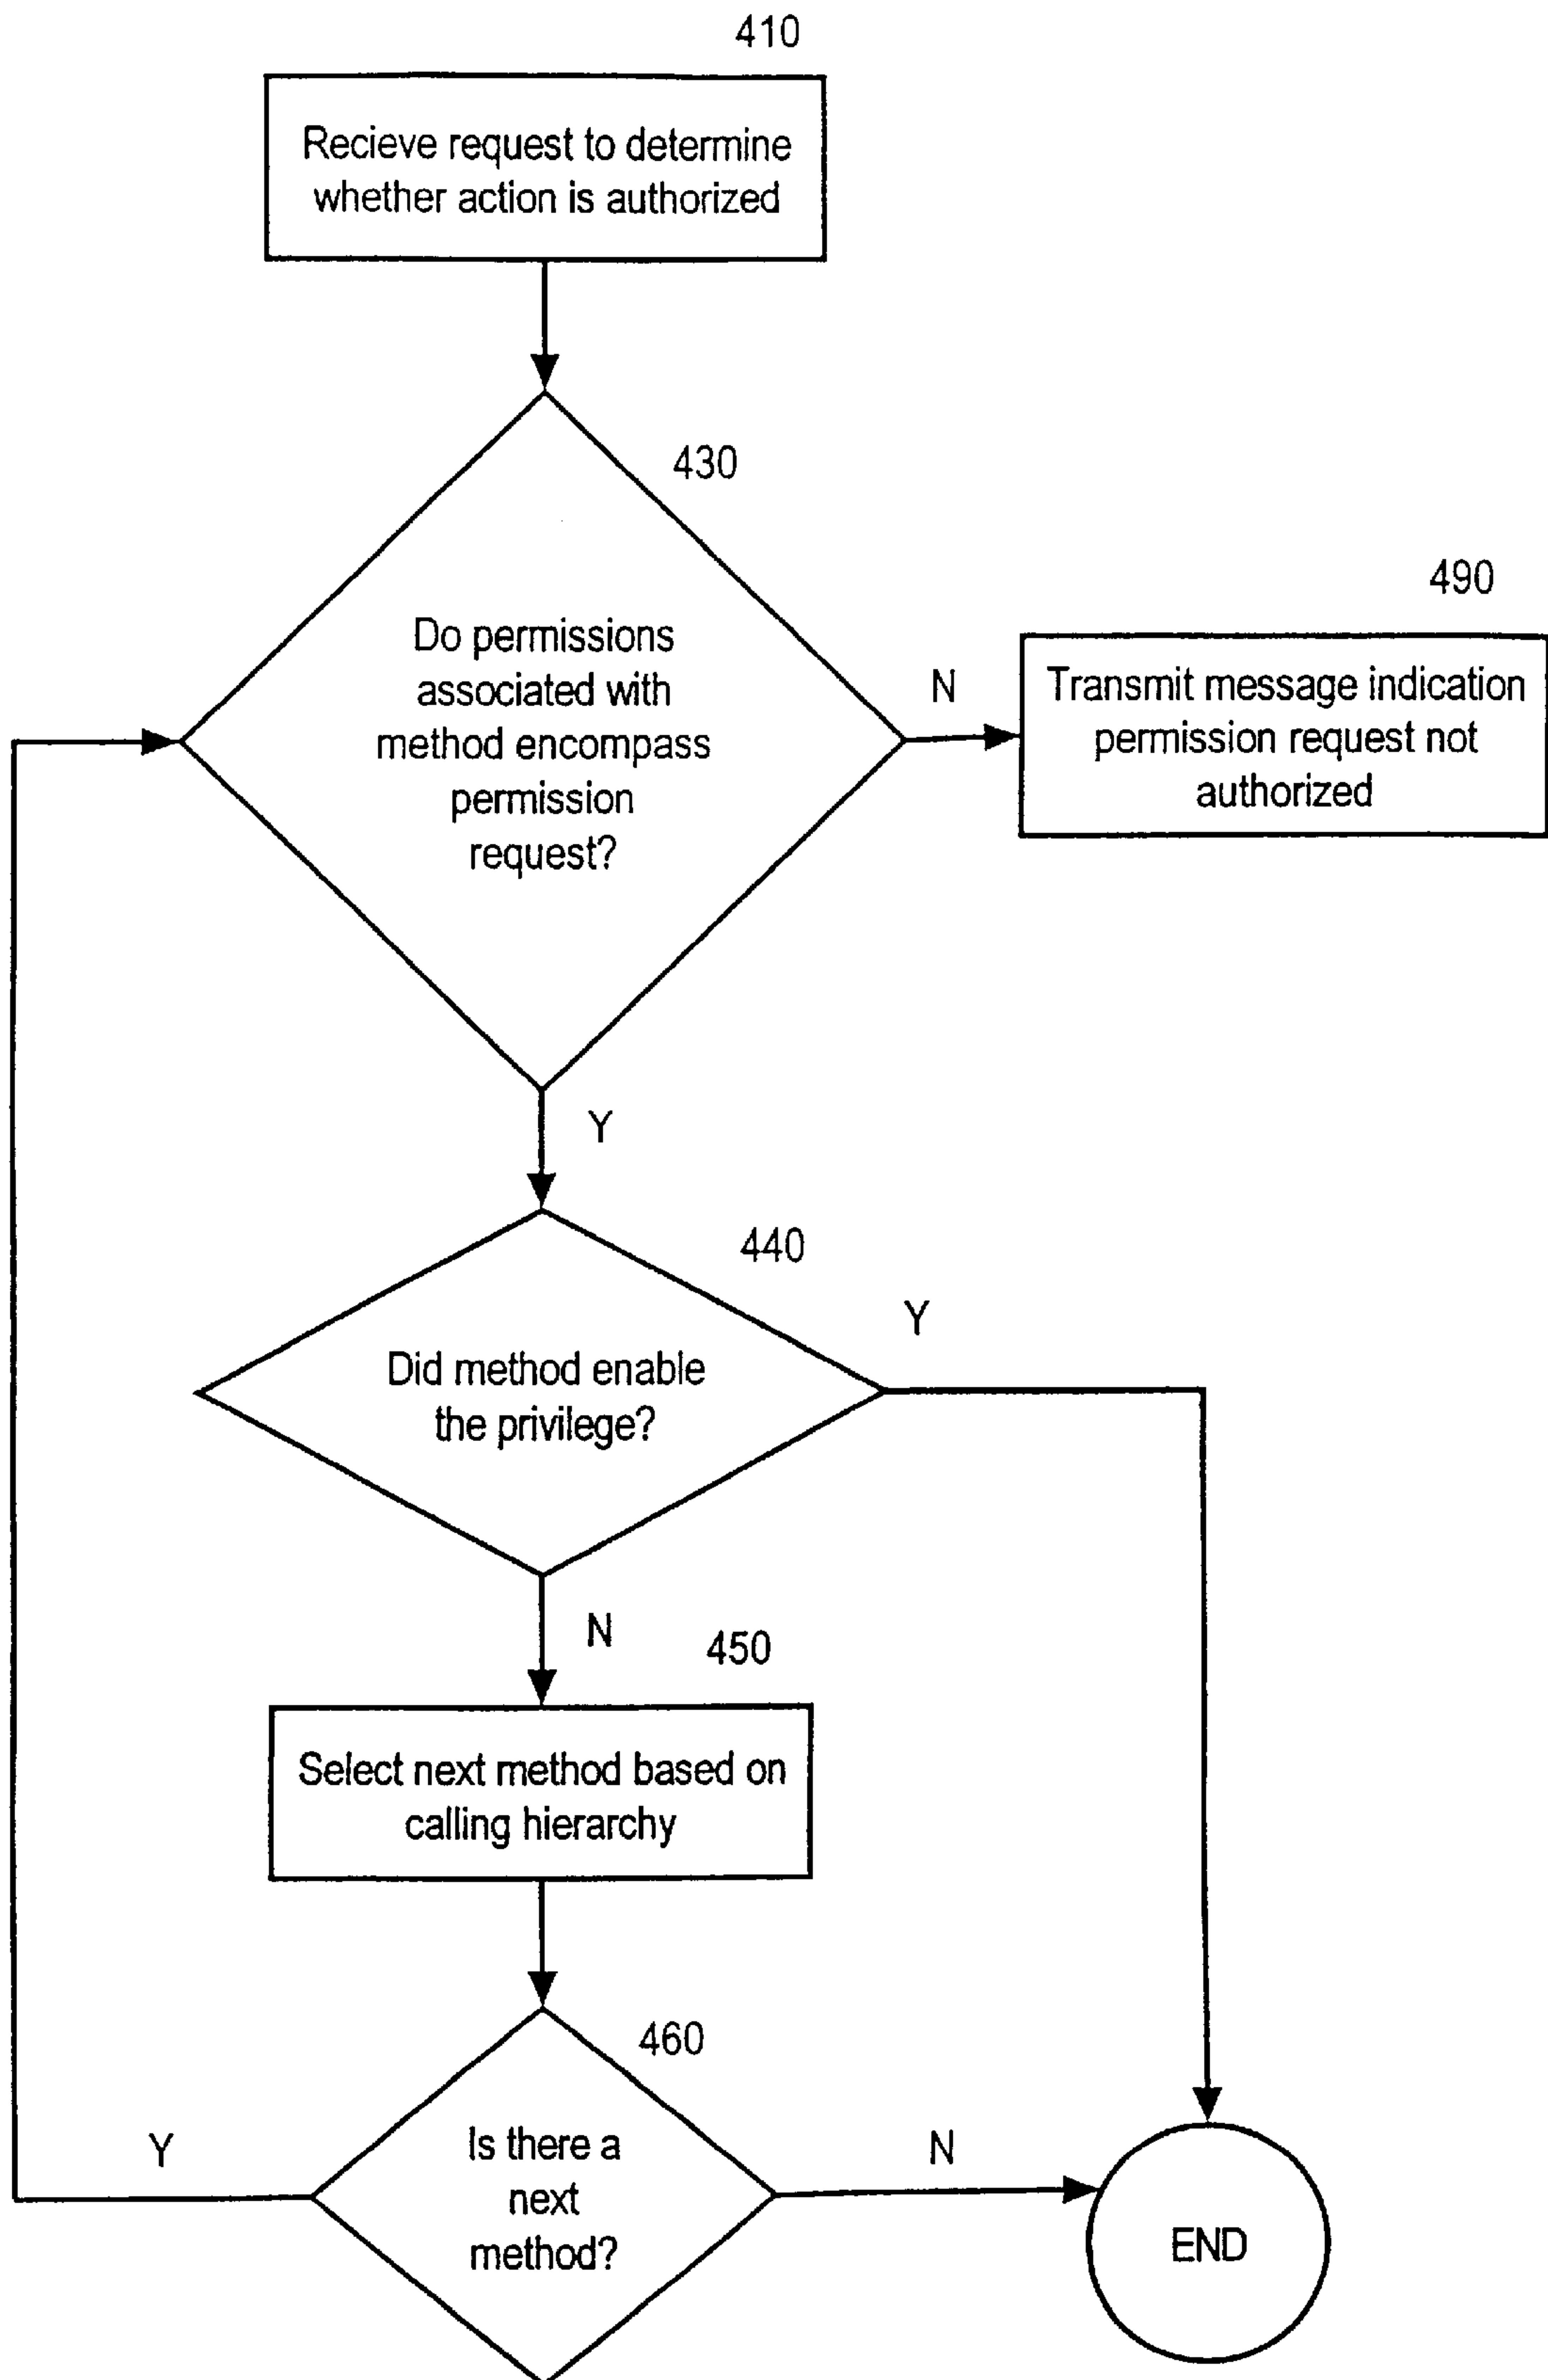 410
Recieve request to determine
whether action is authorized
430
Do permissions
associated with
method encompass
permission
request?
490
N
Transmit message indication
permission request not
authorized
Y
440
Y
Did method enable
the privilege?
N
450
Select next method based on
calling hierarchy
460
Y
Is there a
next
method?
N
END